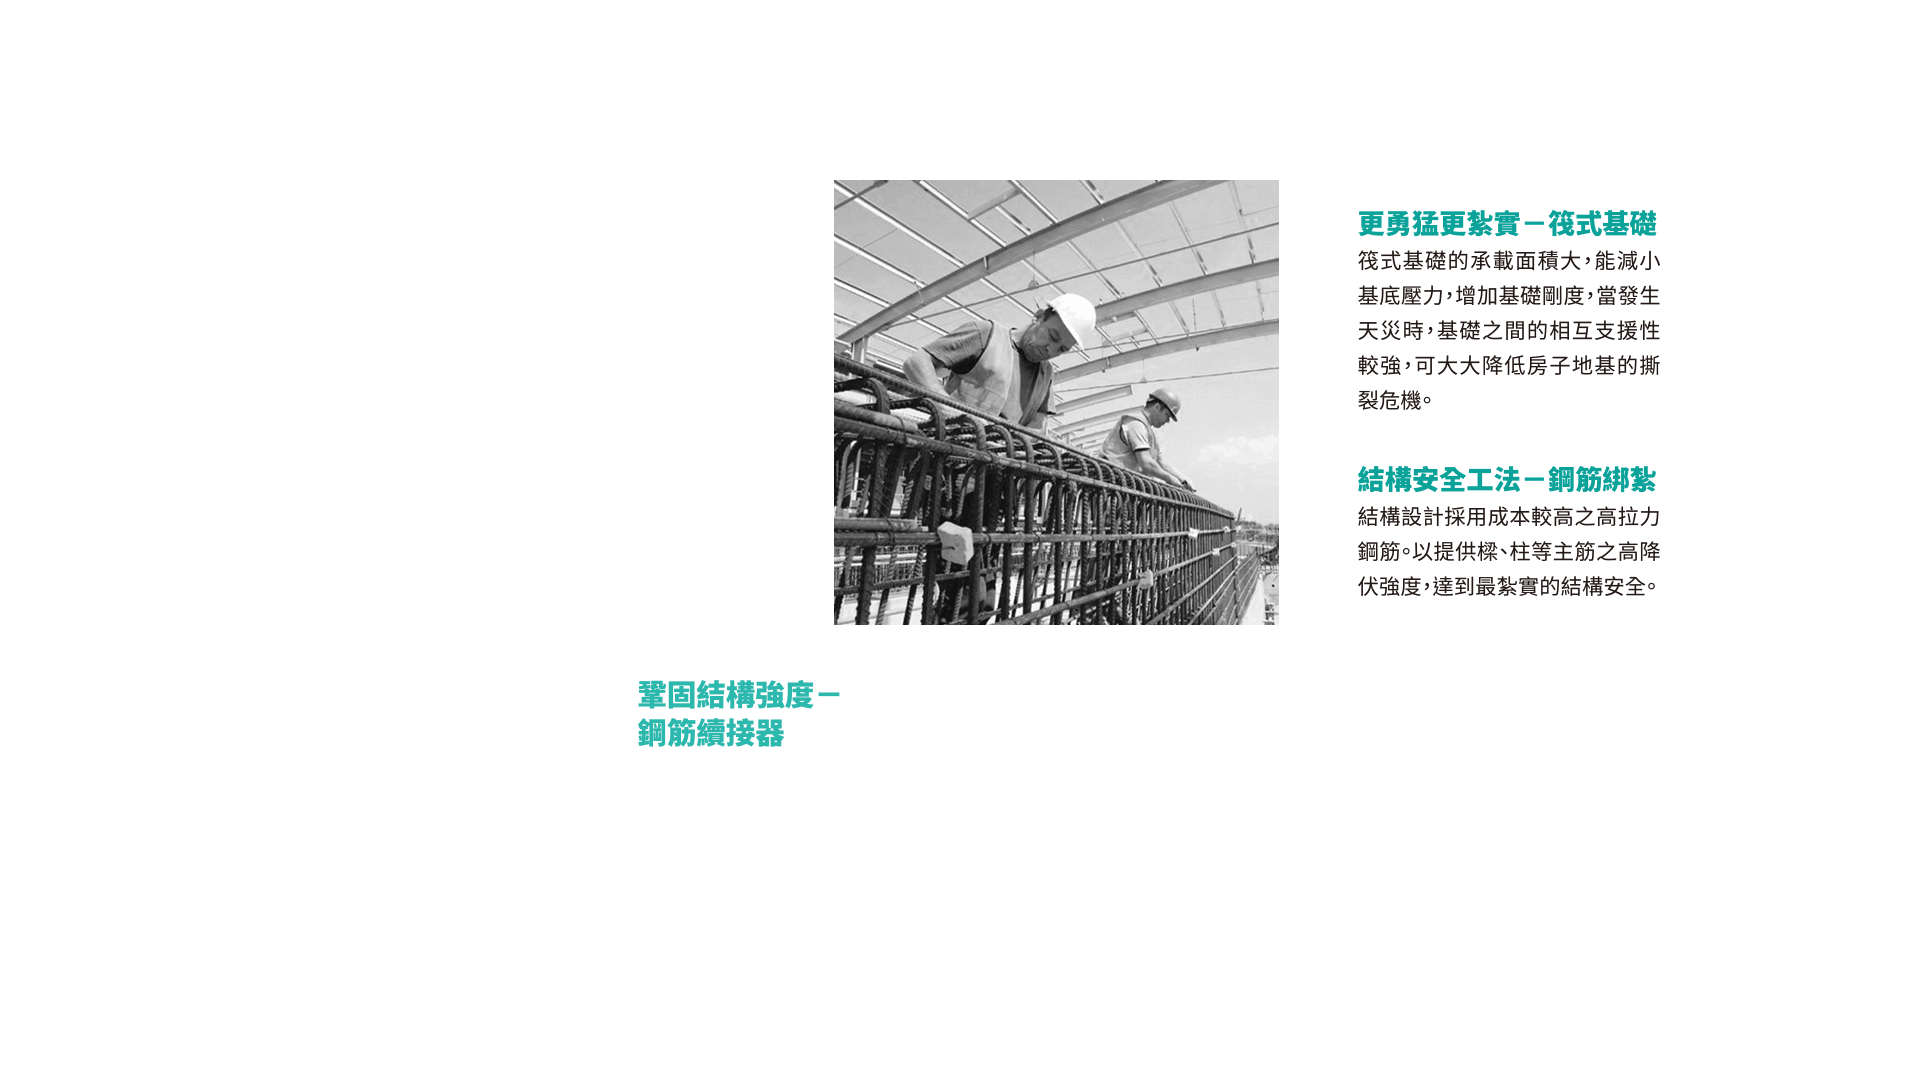 更勇猛更紮實－筏式基礎
筏式基礎的承載面積大，能減小
基底壓力，增加基礎剛度，當發生
天災時，基礎之間的相互支援性
較強，可大大降低房子地基的撕
裂危機。
結構安全工法－鋼筋綁紮
結構設計採用成本較高之高拉力
鋼筋。以提供樑、柱等主筋之高降
伏強度，達到最紮實的結構安全。
鞏固結構強度－
鋼筋續接器